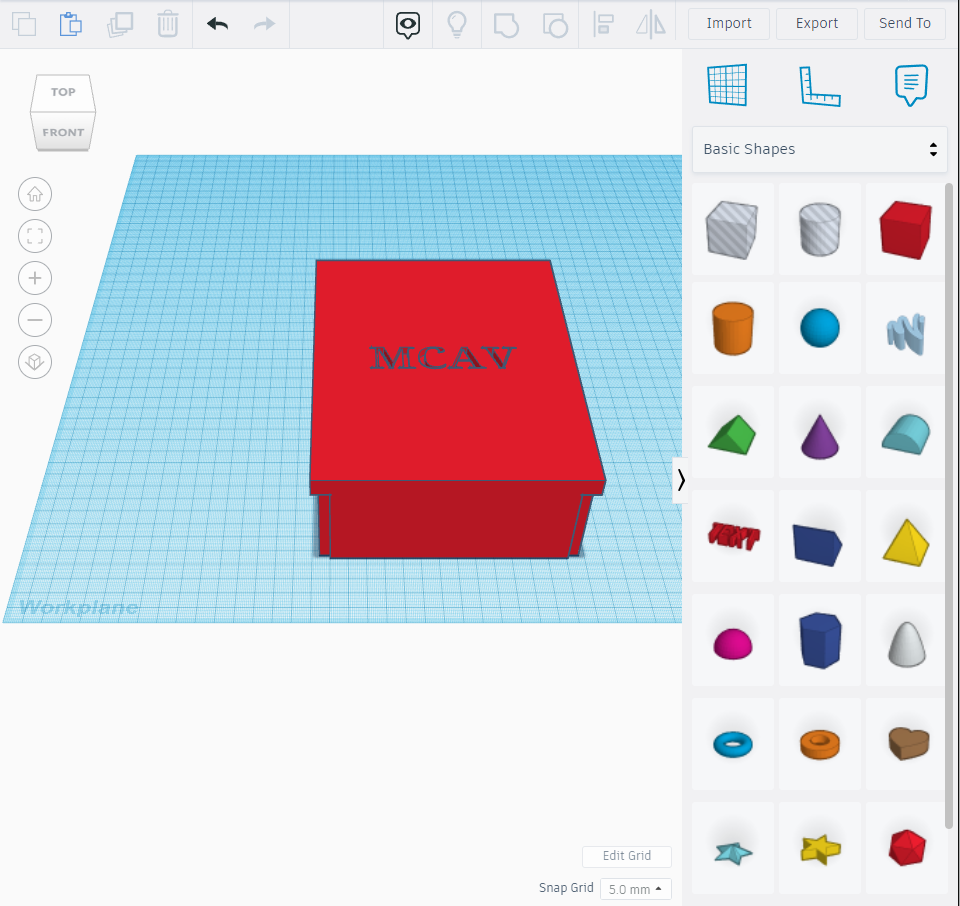 Import
Export
Send To
TOP
FRONT
Basic Shapes
MCAV
TEXT
Workplane
Edit Grid
Snap Grid
5.0 mm